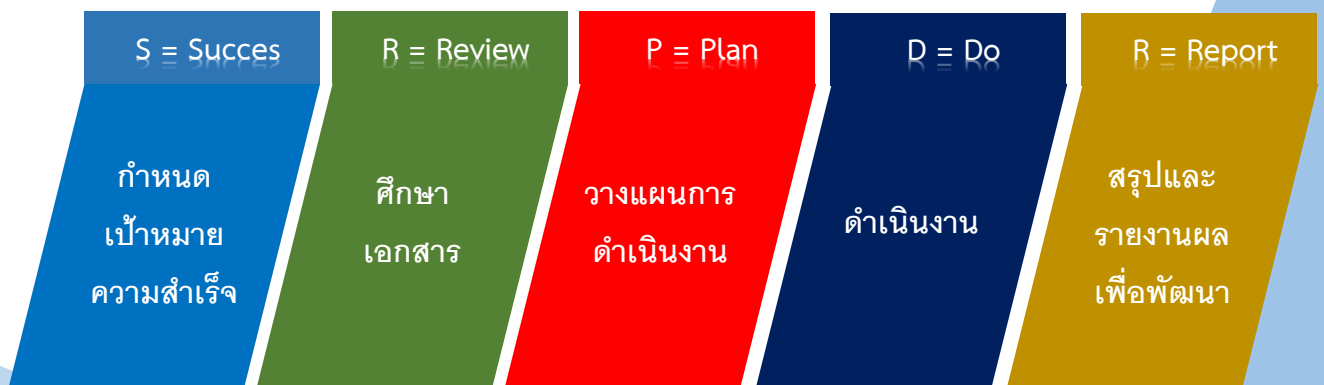 S = Succes
กำหนด
เป้าหมาย
ความสำเร็จ
R = Review
ศึกษา
เอกสาร
P = Plan
วางแผนการ
ดำเนินงาน
D = Do
ดำเนินงาน
R = Report
สรุปและ
รายงานผล
เพื่อพัฒนา